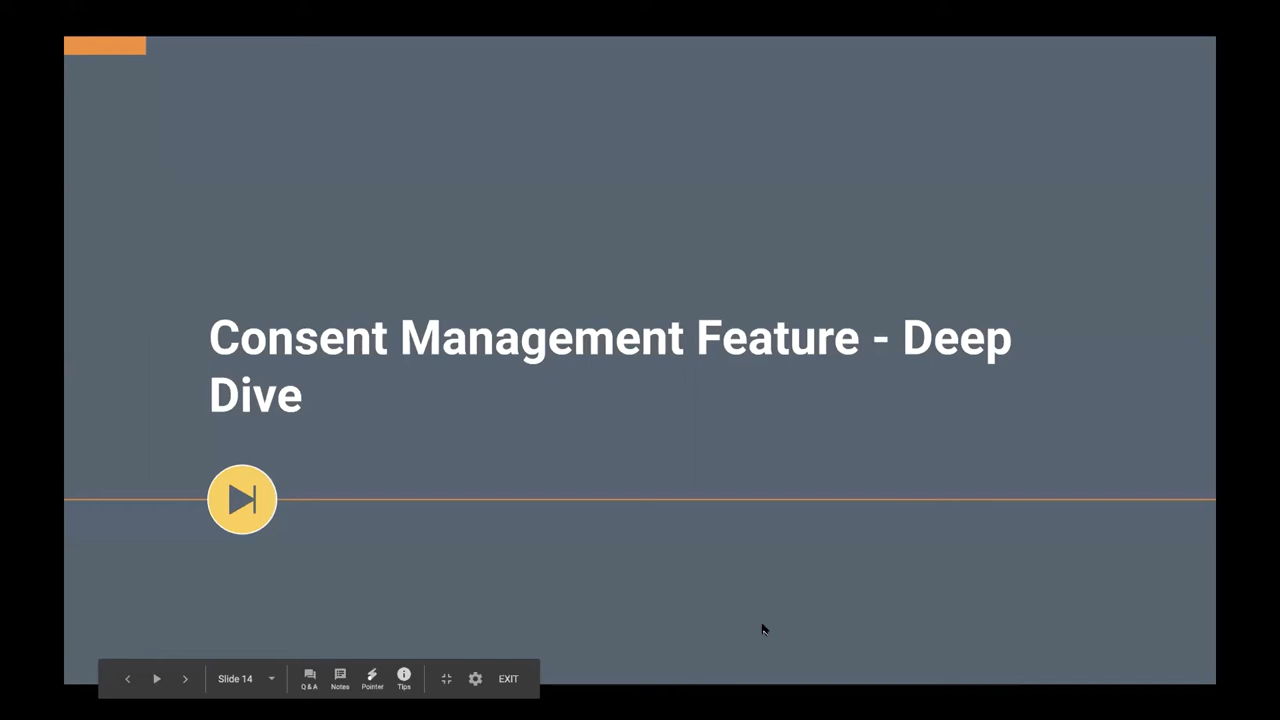 Consent Management Feature - Deep
Dive
Slide 14
Q & A
Notes
Pointer
Tips
EXIT